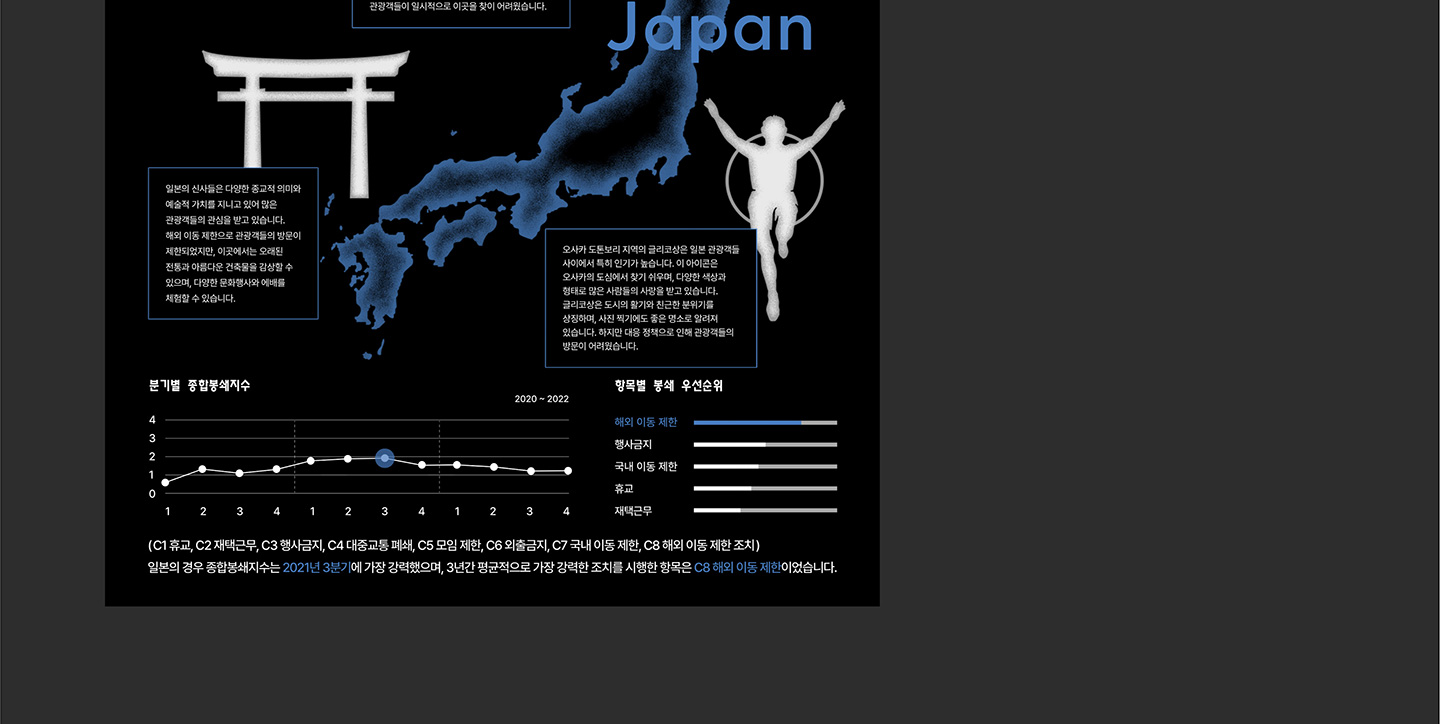 관광객들이 일시적으로 이곳을 찾이 어려웠습니다.
Japan
일본의 신사들은 다양한 종교적 의미와
예술적 가치를 지니고 있어 많은
관광객들의 관심을 받고 있습니다.
해외 이동 제한으로 관광객들의 방문이
제한되었지만, 이곳에서는 오래된
전통과 아름다운 건축물을 감상할 수
있으며, 다양한 문화행사와 예배를
체험할 수 있습니다.
오사카 도톤보리 지역의 글리코상은 일본 관광객들
사이에서 특히 인기가 높습니다. 이 아이콘은
오사카의 도심에서 찾기 쉬우며, 다양한 색상과
형태로 많은 사람들의 사랑을 받고 있습니다.
글리코상은 도시의 활기와 친근한 분위기를
상징하며, 사진 찍기에도 좋은 명소로 알려져
있습니다. 하지만 대응 정책으로 인해 관광객들의
방문이 어려웠습니다.
분기별 종합봉쇄지수
2020 ~ 2022
4
3
2
1
0
1 2 3 4 1 2 3 4 1 2 3 4
항목별 봉쇄 우선순위
해외 이동 제한
행사금지
국내 이동 제한
휴교
재택근무
(C1 휴교, C2 재택근무, C3 행사금지, C4 대중교통 폐쇄, C5 모임 제한, C6 외출금지, C7 국내 이동 제한, C8 해외 이동 제한 조치)
일본의 경우 종합봉쇄지수는 2021년 3분기에 가장 강력했으며, 3년간 평균적으로 가장 강력한 조치를 시행한 항목은 C8 해외 이동 제한이었습니다.